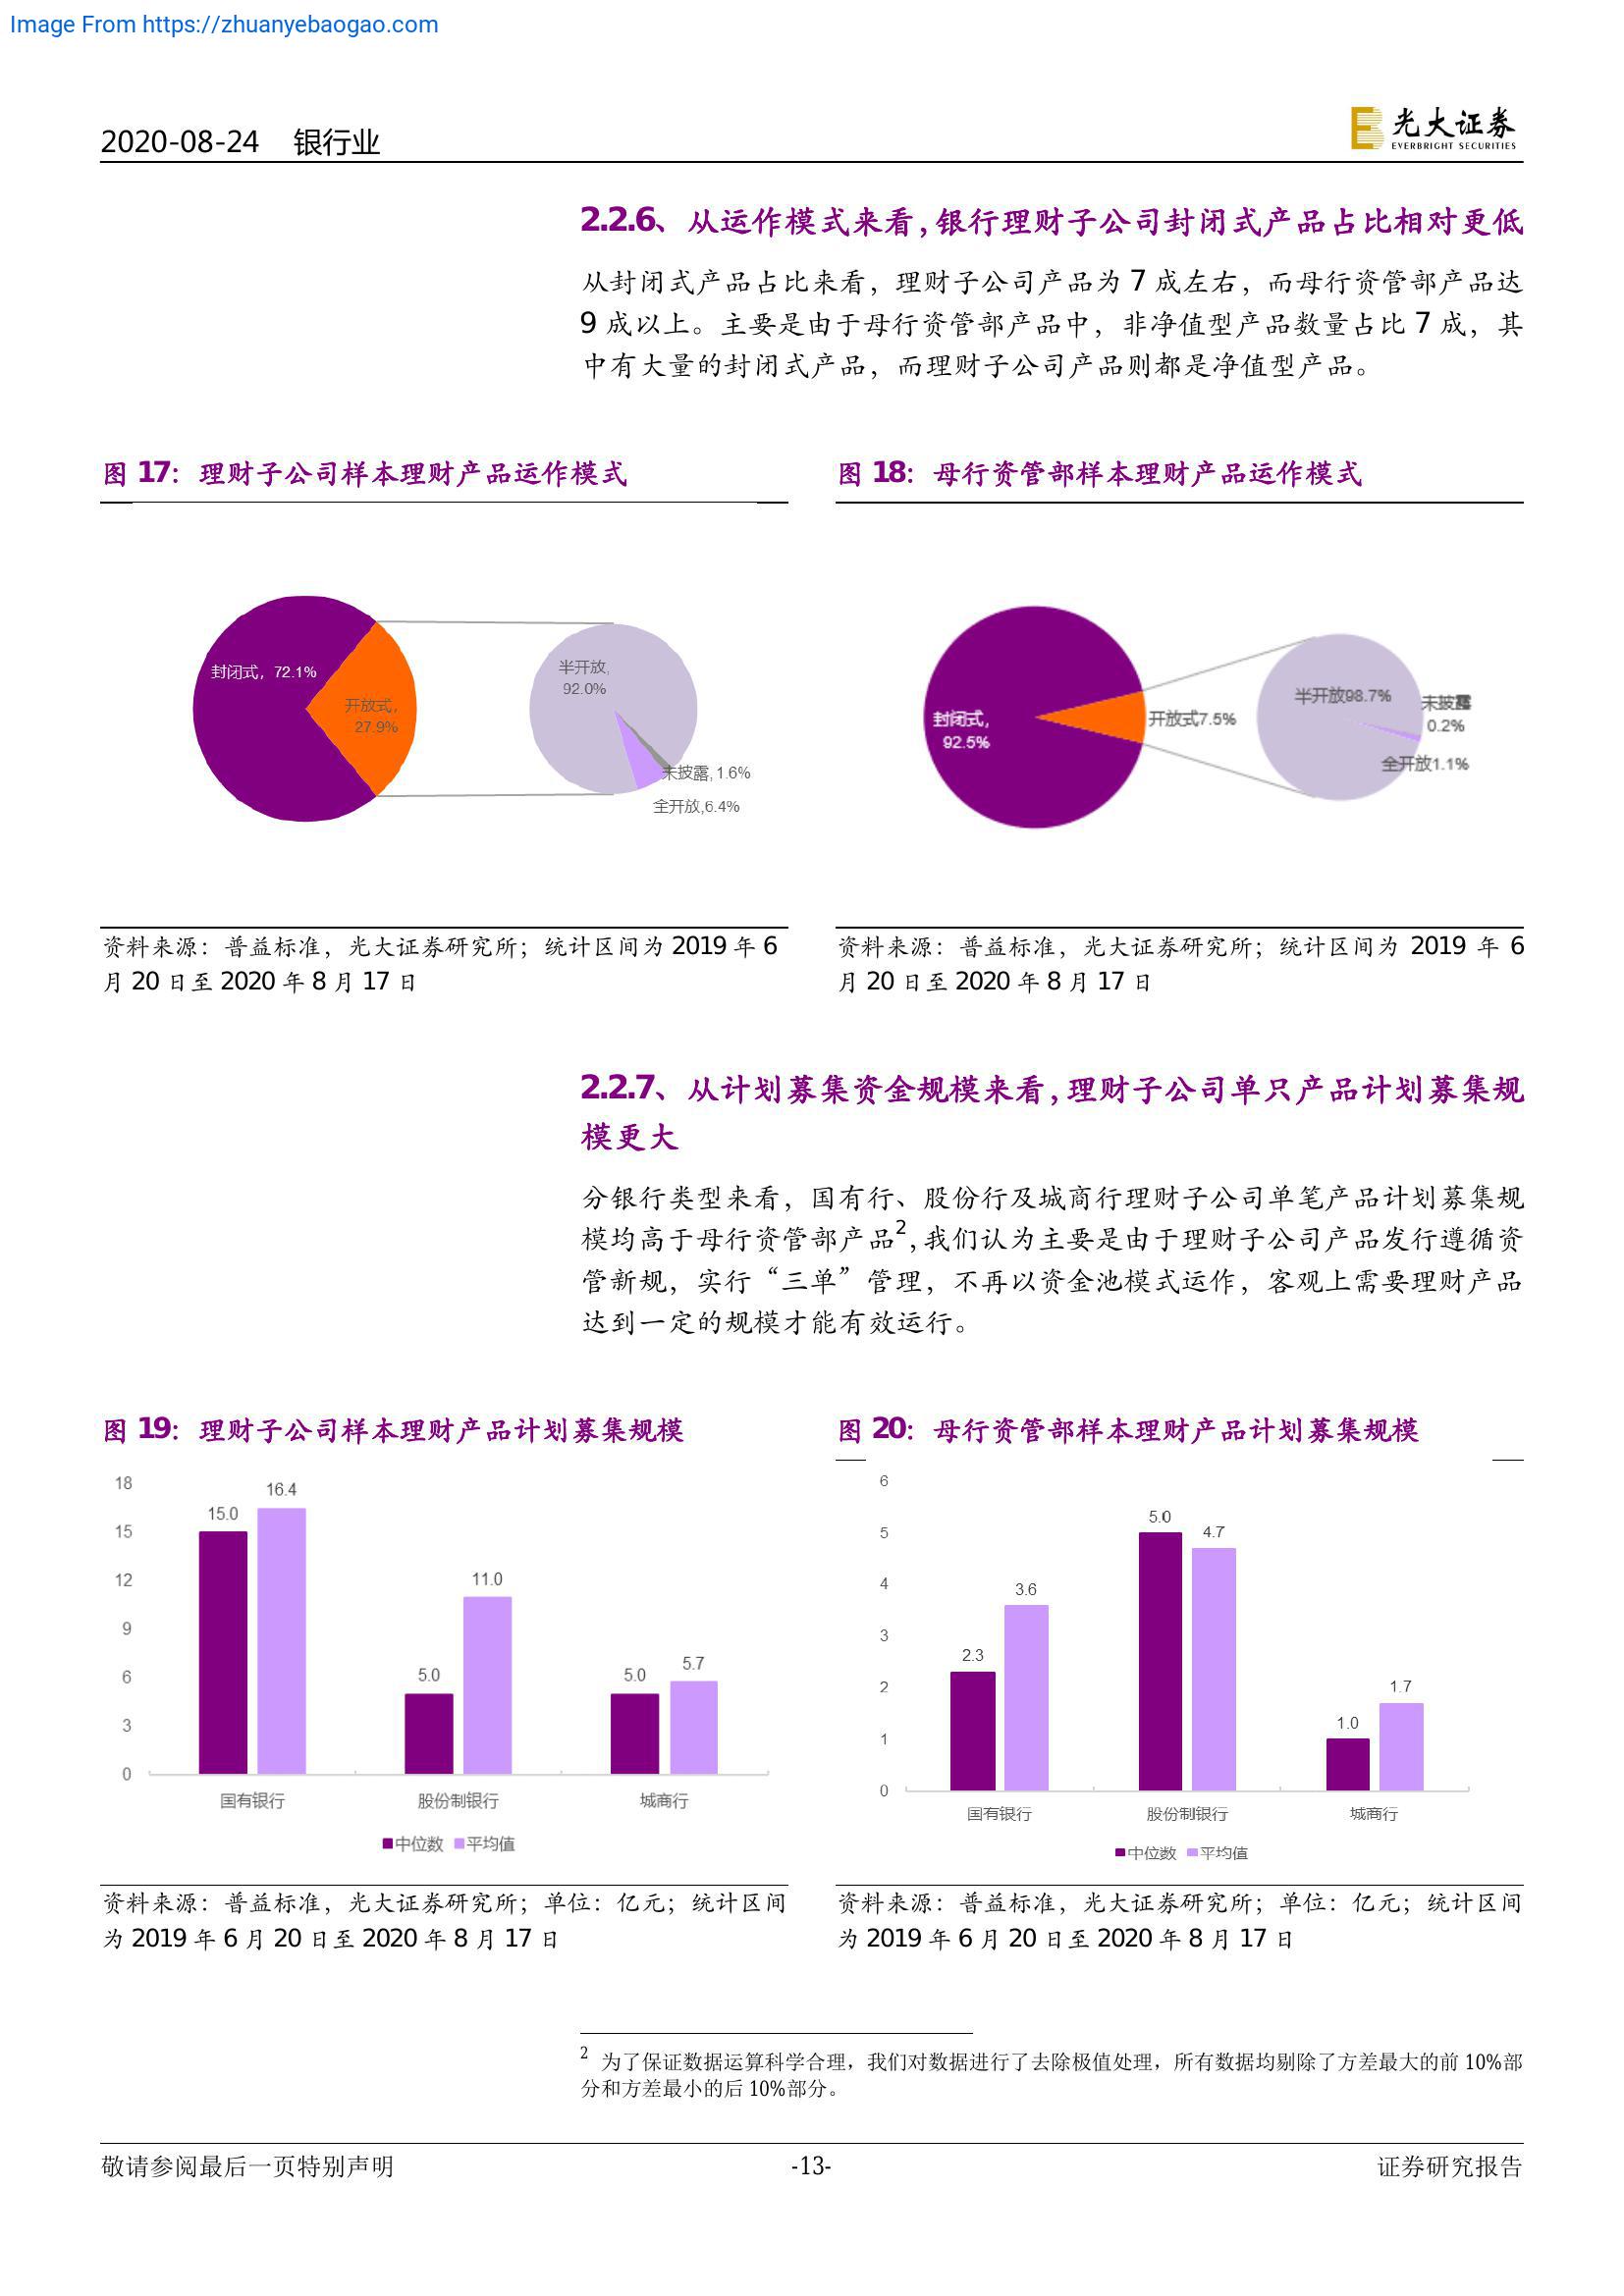 Image From https://zhuanyebaogao.com
2020-08-24 银行业
光大证券
EVERBRIGHT SECURITIES
2.2.6、从运作模式来看，银行理财子公司封闭式产品占比相对更低
从封闭式产品占比来看，理财子公司产品为 7 成左右，而母行资管部产品达
9 成以上。主要是由于母行资管部产品中，非净值型产品数量占比 7 成，其
中有大量的封闭式产品，而理财子公司产品则都是净值型产品。
图 17：理财子公司样本理财产品运作模式
封闭式，72.1%
开放式，
27.9%
半开放,
92.0%
未披露, 1.6%
全开放,6.4%
资料来源：普益标准，光大证券研究所；统计区间为 2019 年 6
月 20 日至 2020 年 8 月 17 日
图 18：母行资管部样本理财产品运作模式
封闭式，
92.5%
开放式7.5%
半开放98.7%
未披露
0.2%
全开放1.1%
资料来源：普益标准，光大证券研究所；统计区间为 2019 年 6
月 20 日至 2020 年 8 月 17 日
2.2.7、从计划募集资金规模来看，理财子公司单只产品计划募集规
模更大
分银行类型来看，国有行、股份行及城商行理财子公司单笔产品计划募集规
模均高于母行资管部产品2，我们认为主要是由于理财子公司产品发行遵循资
管新规，实行“三单”管理，不再以资金池模式运作，客观上需要理财产品
达到一定的规模才能有效运行。
图 19：理财子公司样本理财产品计划募集规模
18
15
12
9
6
3
0
15.0
16.4
5.0
11.0
5.0
5.7
国有银行 股份制银行 城商行
中位数 平均值
资料来源：普益标准，光大证券研究所；单位：亿元；统计区间
为 2019 年 6 月 20 日至 2020 年 8 月 17 日
图 20：母行资管部样本理财产品计划募集规模
6
5
4
3
2
1
0
2.3
3.6
5.0
4.7
1.0
1.7
国有银行 股份制银行 城商行
中位数 平均值
资料来源：普益标准，光大证券研究所；单位：亿元；统计区间
为 2019 年 6 月 20 日至 2020 年 8 月 17 日
2 为了保证数据运算科学合理，我们对数据进行了去除极值处理，所有数据均剔除了方差最大的前 10%部
分和方差最小的后 10%部分。
敬请参阅最后一页特别声明 -13- 证券研究报告